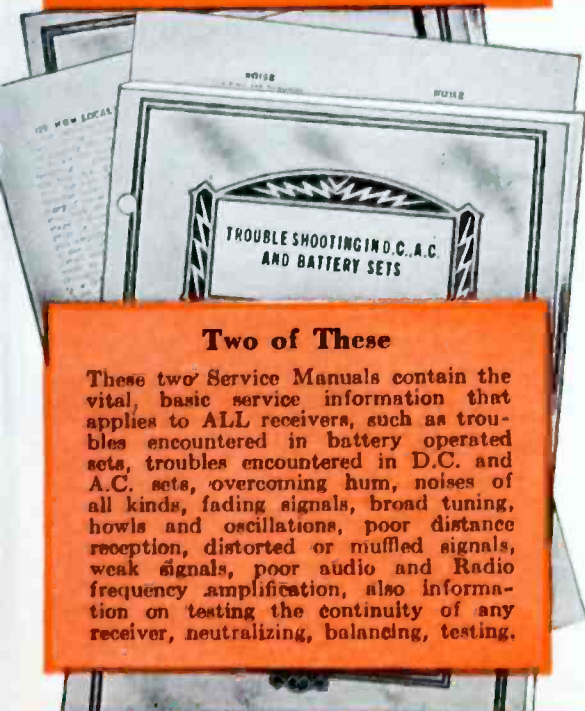 NOISE
NOISE
LOCAL
TROUBLE SHOOTING IN D.C., A.C.
AND BATTERY SETS
Two of These
These two Service Manuals contain the
vital, basic service information that
applies to ALL receivers, such as trou-
bles encountered in battery operated
sets, troubles encountered in D.C. and
A.C. sets, overcoming hum, noises of
all kinds, fading signals, broad tuning,
howls and oscillations, poor distance
reception, distorted or muffled signals,
weak signals, poor audio and Radio
frequency amplification, also informa-
tion on testing the continuity of any
receiver, neutralizing, balancing, testing.